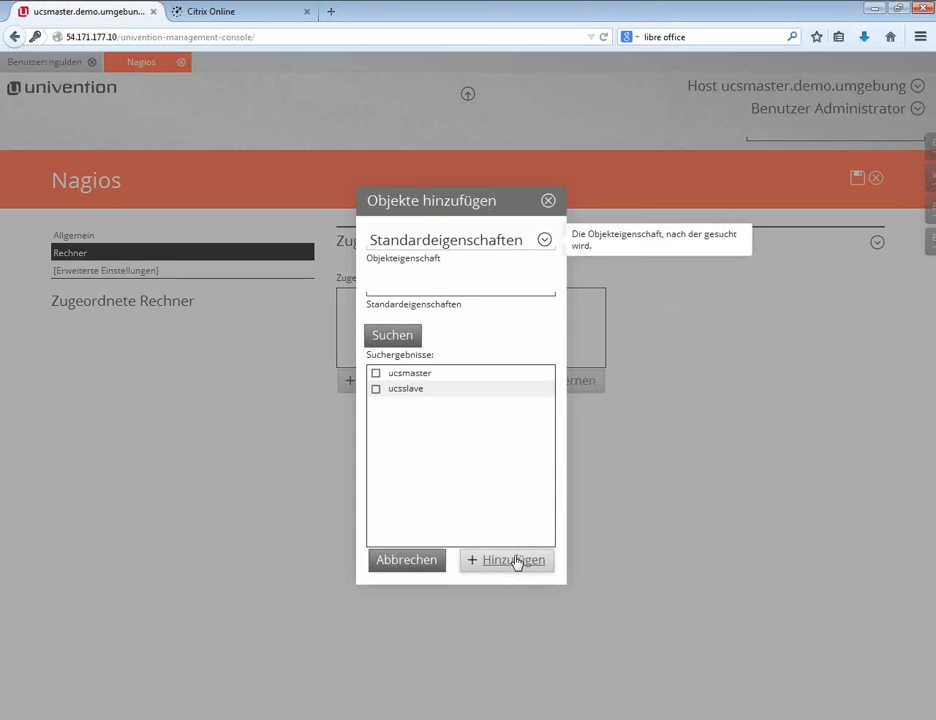 ucsmaster.demo.umgebun...
Citrix Online
54.171.177.10/univention-management-console/
libre office
Benutzer: ngulden
Nagios
univention
Host ucsmaster.demo.umgebung
Benutzer Administrator
Nagios
Objekte hinzufügen
Allgemein
Rechner
[Erweiterte Einstellungen]
Zugeordnete Rechner
Standardeigenschaften
Die Objekteigenschaft, nach der gesucht
wird.
Objekteigenschaft
Standardeigenschaften
Suchen
Suchergebnisse:
ucsmaster
ucsslave
Abbrechen
+ Hinzufügen